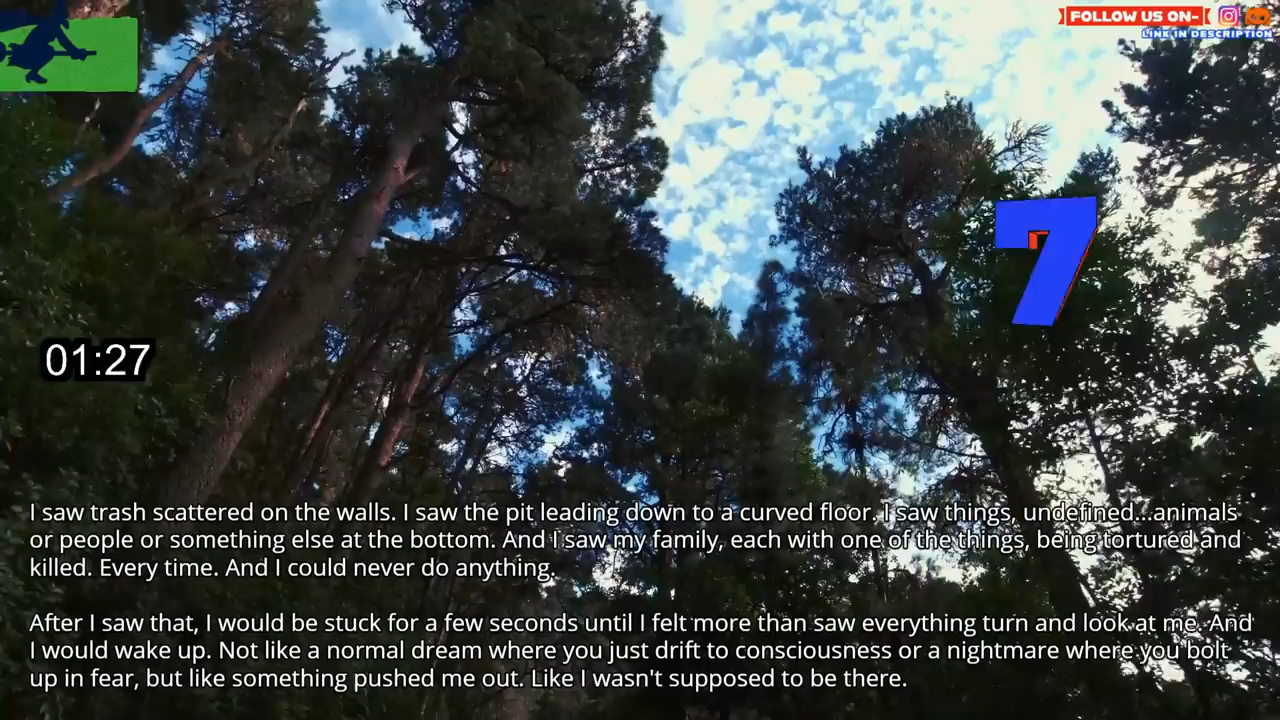 FOLLOW US ON-
LINK IN DESCRIPTION
7
01:27
I saw trash scattered on the walls. I saw the pit leading down to a curved floor. I saw things, undefined...animals
or people or something else at the bottom. And I saw my family, each with one of the things, being tortured and
killed. Every time. And I could never do anything.
After I saw that, I would be stuck for a few seconds until I felt more than saw everything turn and look at me. And
I would wake up. Not like a normal dream where you just drift to consciousness or a nightmare where you bolt
up in fear, but like something pushed me out. Like I wasn't supposed to be there.